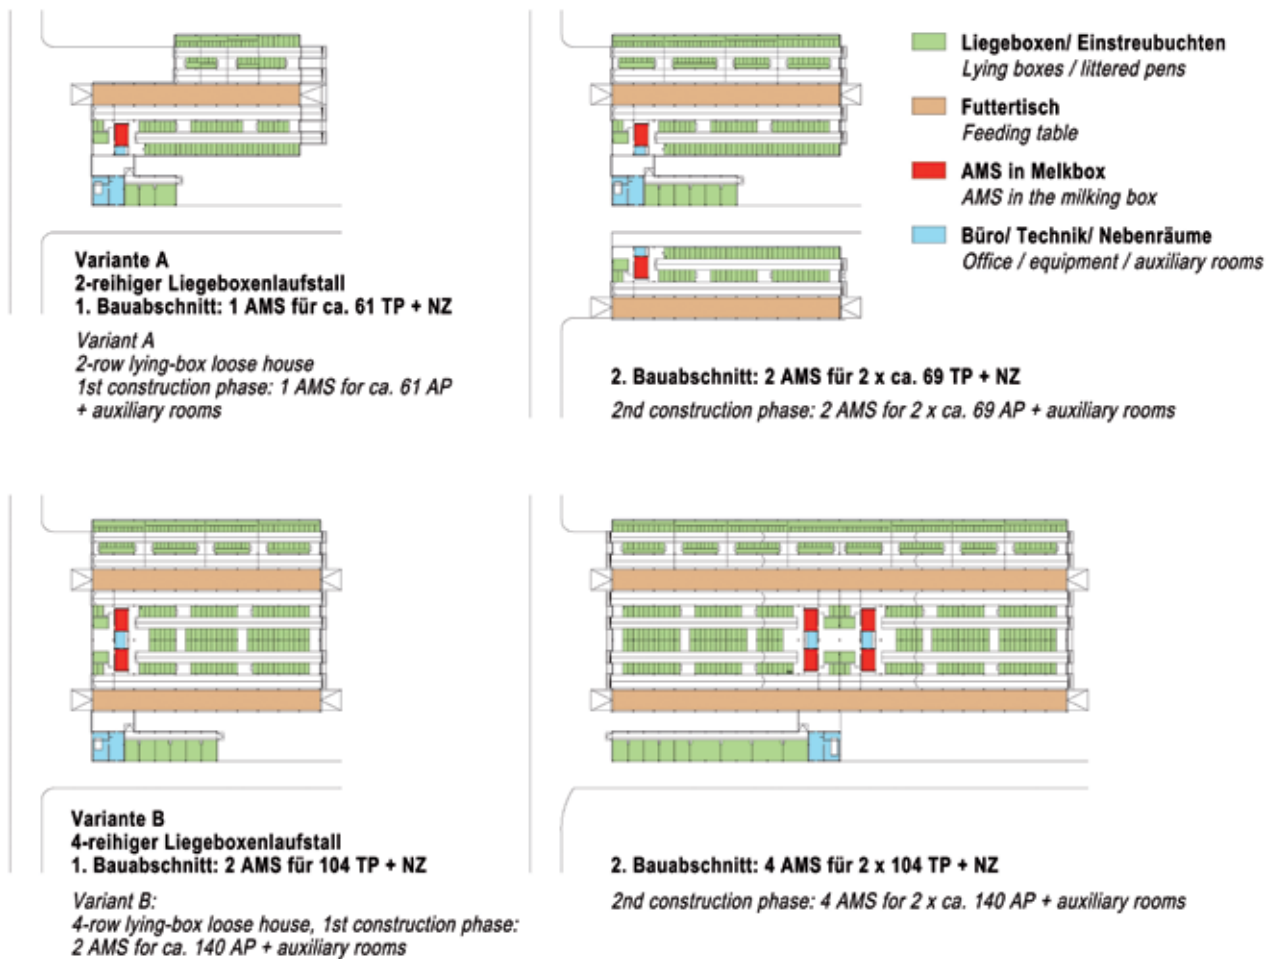 Liegeboxen/ Einstreubuchten
Lying boxes / littered pens
Futtertisch
Feeding table
AMS in Melkbox
AMS in the milking box
Büro/ Technik/ Nebenräume
Office / equipment / auxiliary rooms
Variante A
2-reihiger Liegeboxenlaufstall
1. Bauabschnitt: 1 AMS für ca. 61 TP + NZ
Variant A
2-row lying-box loose house
1st construction phase: 1 AMS for ca. 61 AP
+ auxiliary rooms
2. Bauabschnitt: 2 AMS für 2 x ca. 69 TP + NZ
2nd construction phase: 2 AMS for 2 x ca. 69 AP + auxiliary rooms
Variante B
4-reihiger Liegeboxenlaufstall
1. Bauabschnitt: 2 AMS für 104 TP + NZ
Variant B:
4-row lying-box loose house, 1st construction phase:
2 AMS for ca. 140 AP + auxiliary rooms
2. Bauabschnitt: 4 AMS für 2 x 104 TP + NZ
2nd construction phase: 4 AMS for 2 x ca. 140 AP + auxiliary rooms